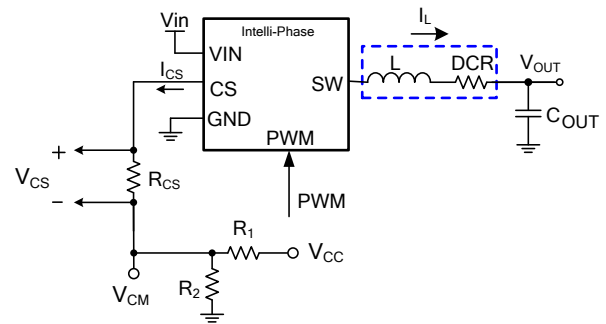 Vin
Intelli-Phase
I_L
VIN
I_CS
CS
SW
L
DCR
V_OUT
GND
C_OUT
PWM
+
V_CS
R_CS
–
PWM
R_1
V_CC
V_CM
R_2